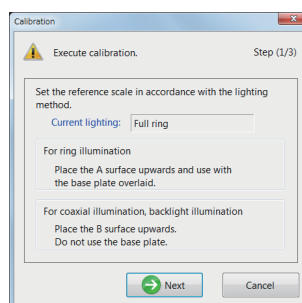 Calibration
Execute calibration. Step (1/3)
Set the reference scale in accordance with the lighting
method.
Current lighting: Full ring
For ring illumination
Place the A surface upwards and use with
the base plate overlaid.
For coaxial illumination, backlight illumination
Place the B surface upwards.
Do not use the base plate.
Next Cancel